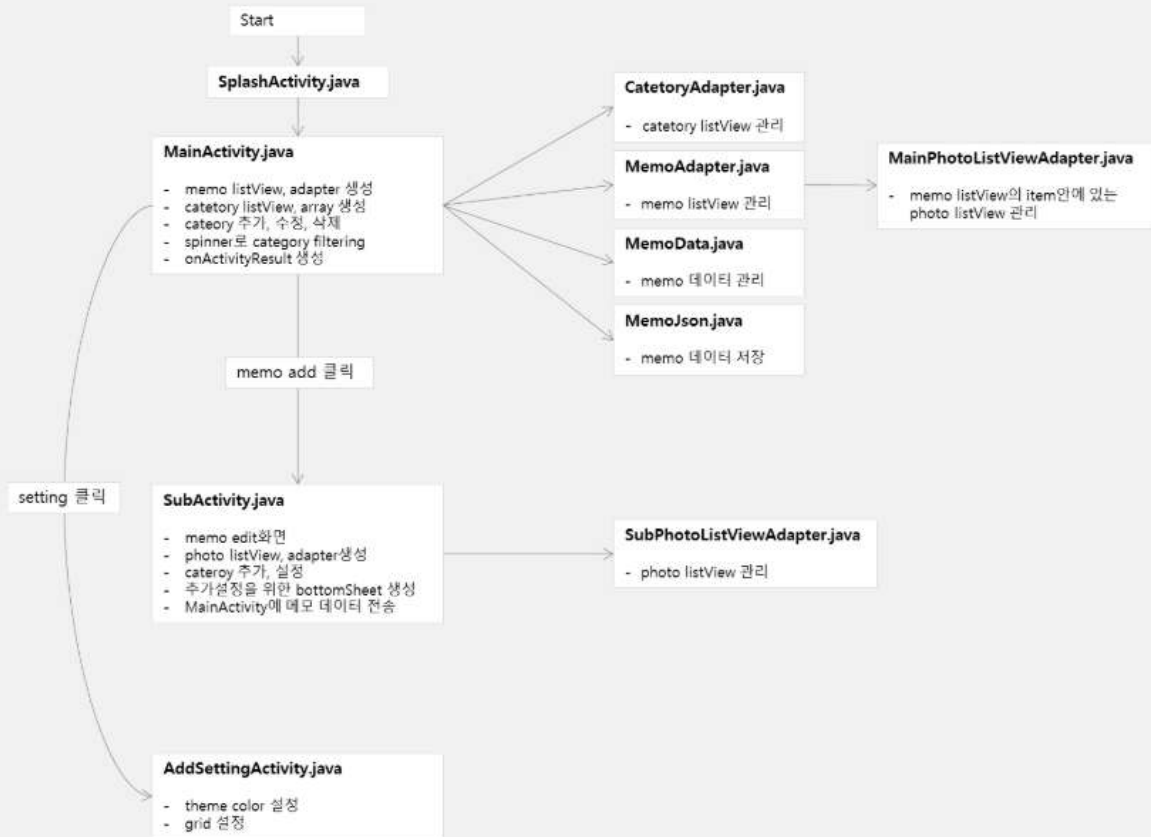 Start
SplashActivity.java
MainActivity.java
- memo listView, adapter 생성
- catetory listView, array 생성
- cateory 추가, 수정, 삭제
- spinner로 category filtering
- onActivityResult 생성
CatetoryAdapter.java
- catetory listView 관리
MemoAdapter.java
- memo listView 관리
MemoData.java
- memo 데이터 관리
MemoJson.java
- memo 데이터 저장
MainPhotoListViewAdapter.java
- memo listView의 item안에 있는
photo listView 관리
memo add 클릭
setting 클릭
SubActivity.java
- memo edit화면
- photo listView, adapter생성
- cateroy 추가, 설정
- 추가설정을 위한 bottomSheet 생성
- MainActivity에 메모 데이터 전송
SubPhotoListViewAdapter.java
- photo listView 관리
AddSettingActivity.java
- theme color 설정
- grid 설정